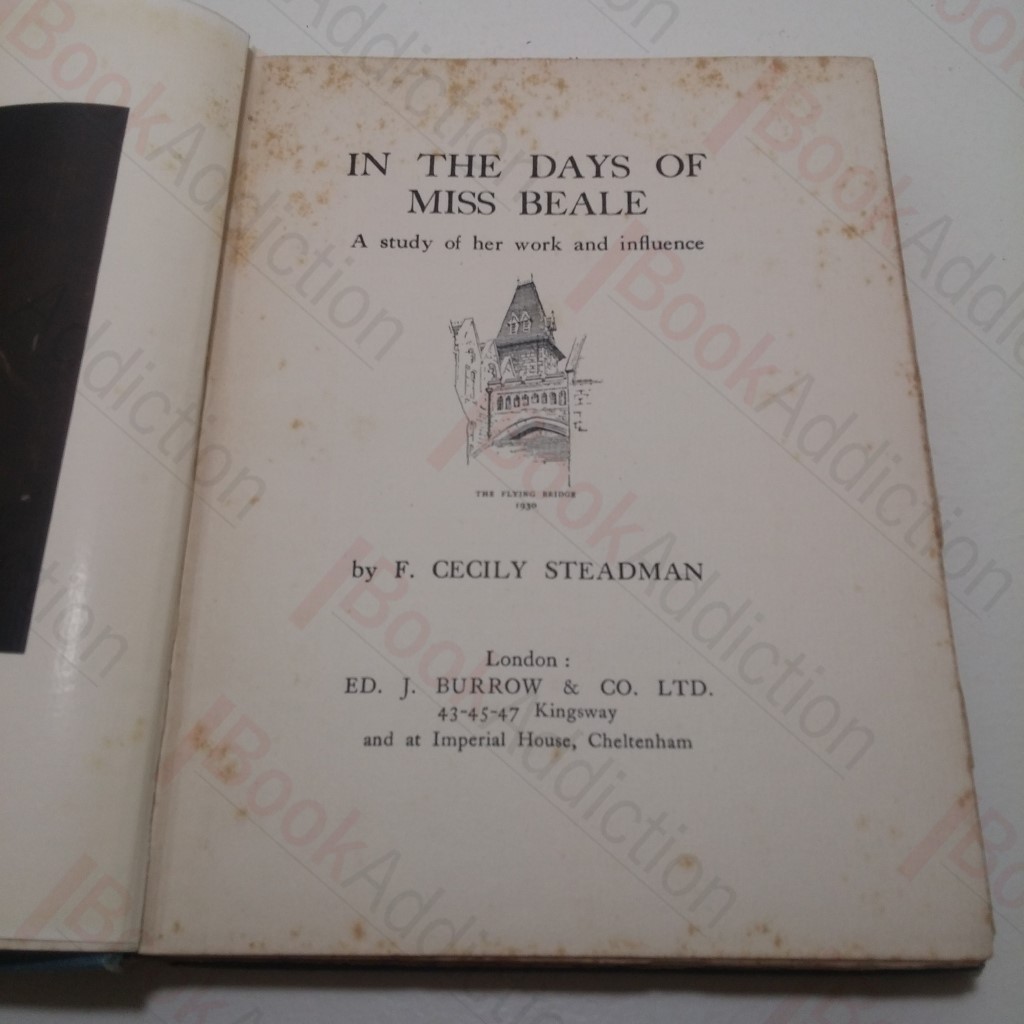 IN THE DAYS OF
MISS BEALE
A study of her work and influence
THE FLYING BRIDGE
1930
by F. CECILY STEADMAN
London :
ED. J. BURROW & CO. LTD.
43-45-47 Kingsway
and at Imperial House, Cheltenham
BookAddiction